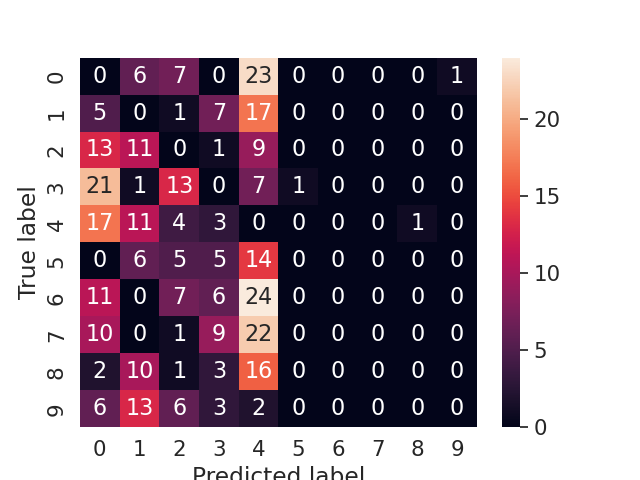 0 0 6 7 0 23 0 0 0 0 1
1 5 0 1 7 17 0 0 0 0 0
2 13 11 0 1 9 0 0 0 0 0
3 21 1 13 0 7 1 0 0 0 0
4 17 11 4 3 0 0 0 0 1 0
5 0 6 5 5 14 0 0 0 0 0
6 11 0 7 6 24 0 0 0 0 0
7 10 0 1 9 22 0 0 0 0 0
8 2 10 1 3 16 0 0 0 0 0
9 6 13 6 3 2 0 0 0 0 0
0 1 2 3 4 5 6 7 8 9
True label
Predicted label
20
15
10
5
0